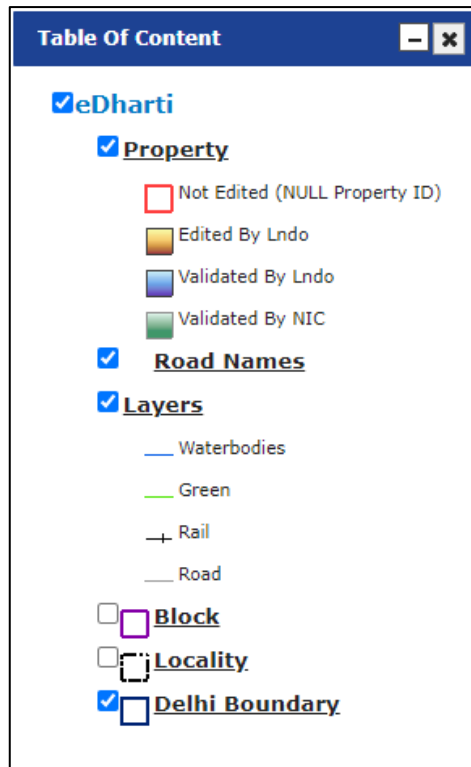 Table Of Content
eDharti
Property
Not Edited (NULL Property ID)
Edited By Lndo
Validated By Lndo
Validated By NIC
Road Names
Layers
Waterbodies
Green
Rail
Road
Block
Locality
Delhi Boundary